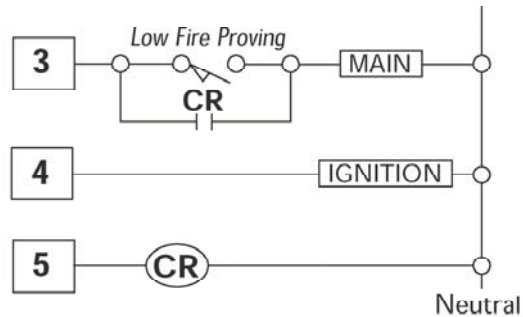 Low Fire Proving
3 MAIN
CR
4 IGNITION
5 CR
Neutral